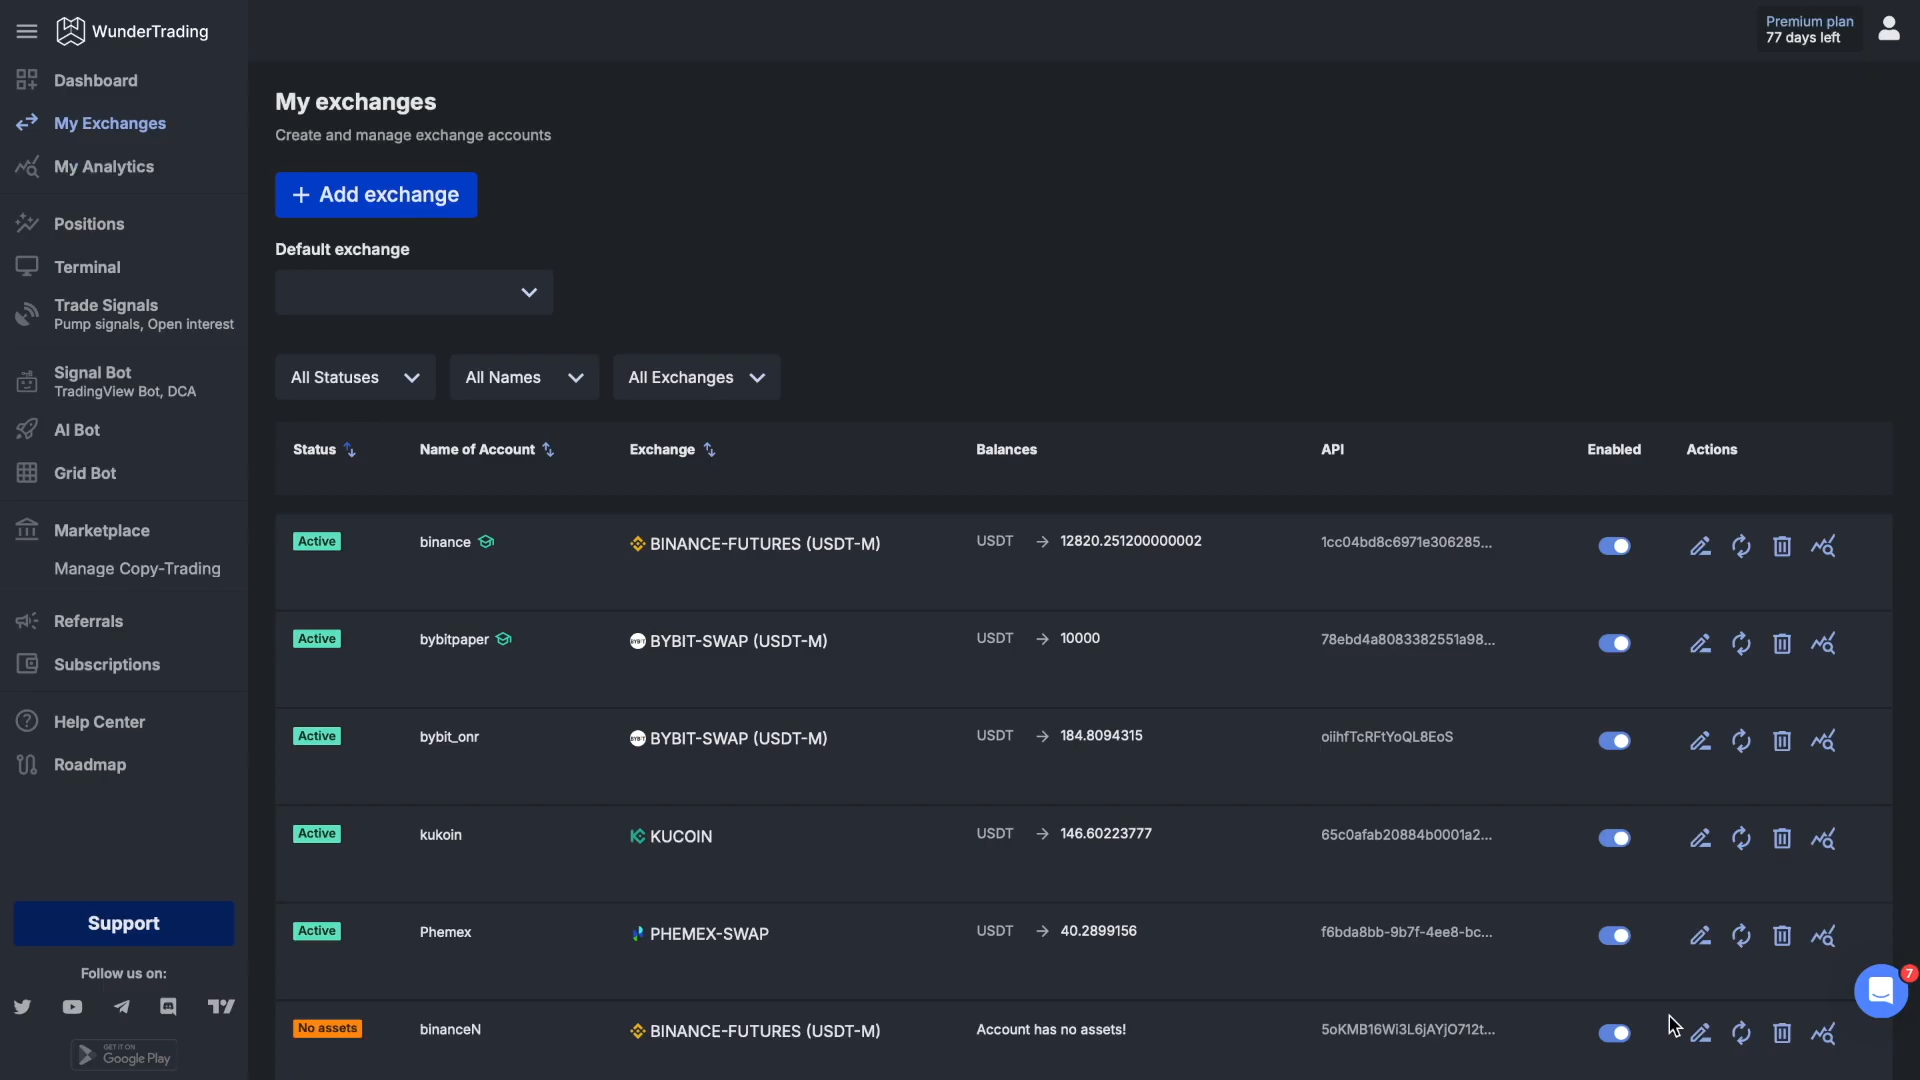 WunderTrading
Premium plan
77 days left
Dashboard
My Exchanges
My Analytics
Positions
Terminal
Trade Signals
Pump signals, Open interest
Signal Bot
TradingView Bot, DCA
AI Bot
Grid Bot
Marketplace
Manage Copy-Trading
Referrals
Subscriptions
Help Center
Roadmap
Support
Follow us on:
GET IT ON
Google Play
My exchanges
Create and manage exchange accounts
+ Add exchange
Default exchange
All Statuses All Names All Exchanges
Status Name of Account Exchange Balances API Enabled Actions
Active binance BINANCE-FUTURES (USDT-M) USDT → 12820.251200000002 1cc04bd8c6971e306285...
Active bybitpaper BYBIT-SWAP (USDT-M) USDT → 10000 78ebd4a8083382551a98...
Active bybit_onr BYBIT-SWAP (USDT-M) USDT → 184.8094315 oiihfTcRFtYoQL8EoS
Active kukoin KUCOIN USDT → 146.60223777 65c0afab20884b0001a2...
Active Phemex PHEMEX-SWAP USDT → 40.2899156 f6bda8bb-9b7f-4ee8-bc...
No assets binanceN BINANCE-FUTURES (USDT-M) Account has no assets! 5oKMB16Wi3L6jAYjO712t...
7